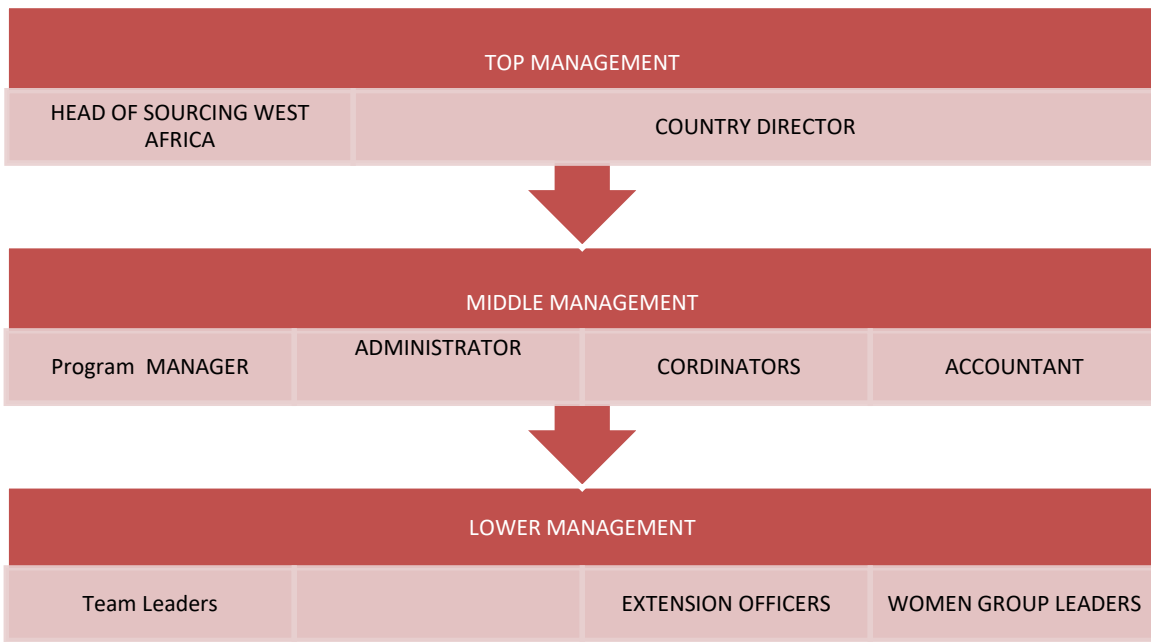 TOP MANAGEMENT
HEAD OF SOURCING WEST
AFRICA
COUNTRY DIRECTOR
MIDDLE MANAGEMENT
Program  MANAGER
ADMINISTRATOR
CORDINATORS
ACCOUNTANT
LOWER MANAGEMENT
Team Leaders
EXTENSION OFFICERS
WOMEN GROUP LEADERS